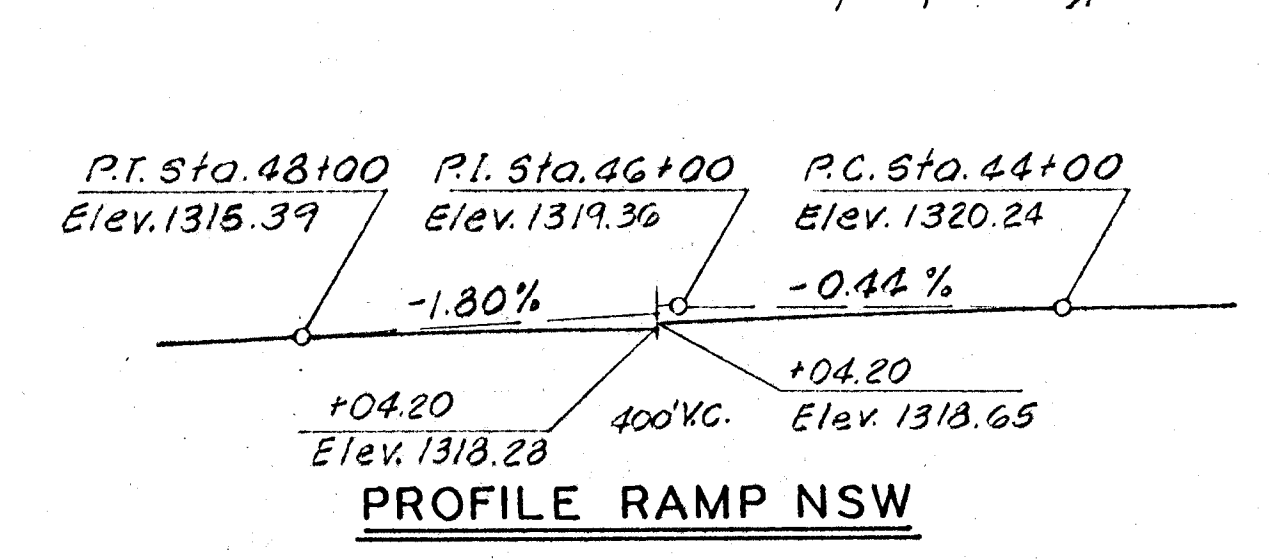 P.T. Sta. 48+00
Elev. 1315.39
P.I. Sta. 46+00
Elev. 1319.36
P.C. Sta. 44+00
Elev. 1320.24
-1.80%
-0.44%
+04.20
Elev. 1318.28
400' V.C.
+04.20
Elev. 1318.65
PROFILE RAMP NSW